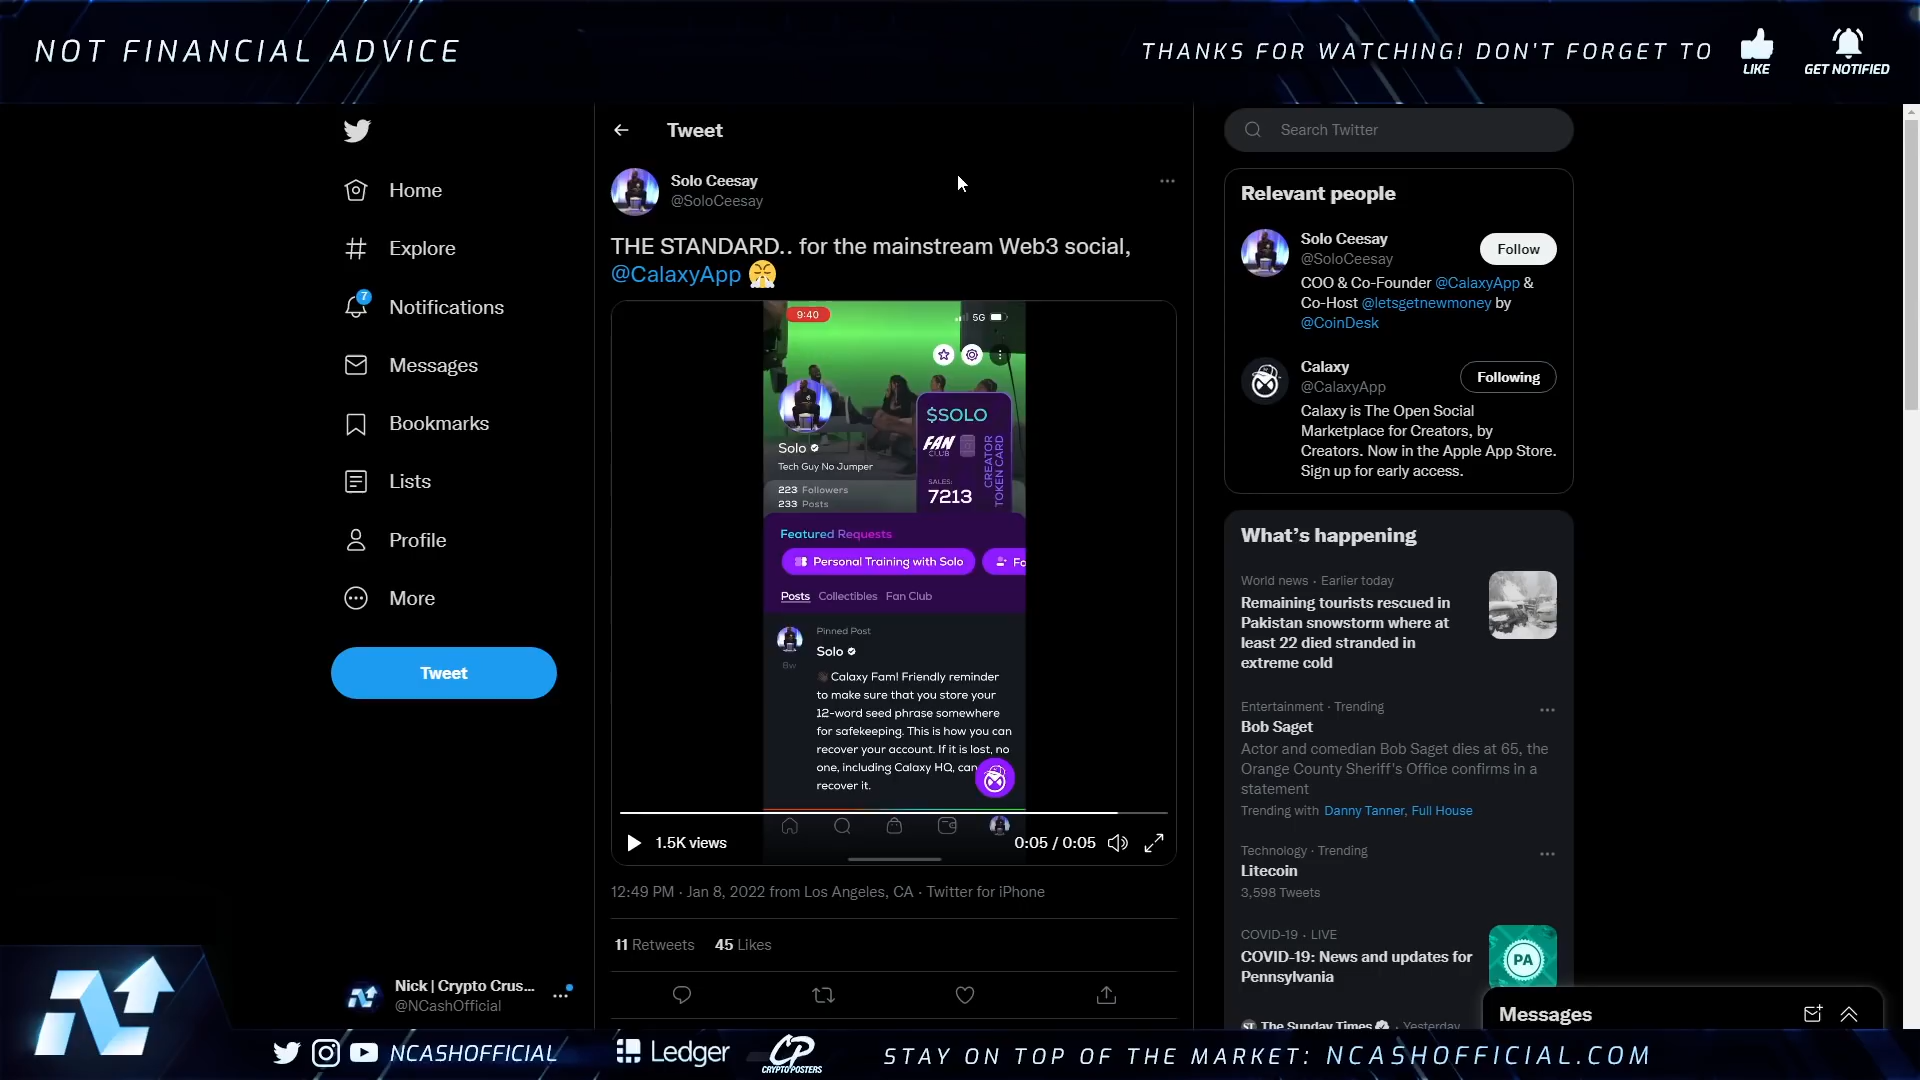 NOT FINANCIAL ADVICE
THANKS FOR WATCHING! DON'T FORGET TO
LIKE
GET NOTIFIED
Home
Explore
7
Notifications
Messages
Bookmarks
Lists
Profile
More
Tweet
Nick | Crypto Crus...
@NCashOfficial
Tweet
Solo Ceesay
@SoloCeesay
THE STANDARD.. for the mainstream Web3 social,
@CalaxyApp
9:40
5G
$SOLO
FAN
CLUB
CREATOR
TOKEN CARD
SALES:
7213
Solo
Tech Guy No Jumper
223 Followers
233 Posts
Featured Requests
Personal Training with Solo
Fo
Posts Collectibles Fan Club
Pinned Post
Solo
8w
Calaxy Fam! Friendly reminder
to make sure that you store your
12-word seed phrase somewhere
for safekeeping. This is how you can
recover your account. If it is lost, no
one, including Calaxy HQ, can
recover it.
1.5K views
0:05 / 0:05
12:49 PM · Jan 8, 2022 from Los Angeles, CA · Twitter for iPhone
11 Retweets 45 Likes
Search Twitter
Relevant people
Solo Ceesay
@SoloCeesay
Follow
COO & Co-Founder @CalaxyApp &
Co-Host @letsgetnewmoney by
@CoinDesk
Calaxy
@CalaxyApp
Following
Calaxy is The Open Social
Marketplace for Creators, by
Creators. Now in the Apple App Store.
Sign up for early access.
What's happening
World news · Earlier today
Remaining tourists rescued in
Pakistan snowstorm where at
least 22 died stranded in
extreme cold
Entertainment · Trending
Bob Saget
Actor and comedian Bob Saget dies at 65, the
Orange County Sheriff's Office confirms in a
statement
Trending with Danny Tanner, Full House
Technology · Trending
Litecoin
3,598 Tweets
COVID-19 · LIVE
COVID-19: News and updates for
Pennsylvania
PA
ST The Sunday Times · Yesterday
Messages
NCASHOFFICIAL
Ledger
CP
CRYPTO POSTERS
STAY ON TOP OF THE MARKET: NCASHOFFICIAL.COM